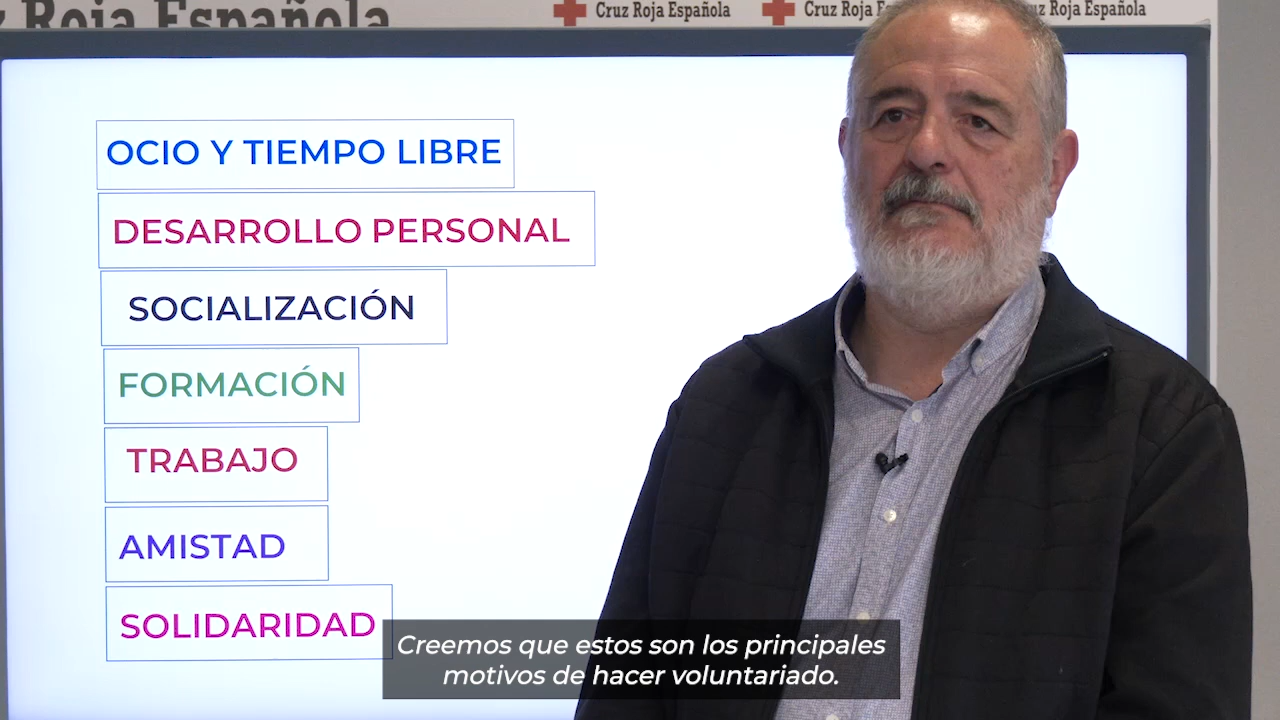 Roja Española
Cruz Roja Española
Cruz Roja
Roja Española
OCIO Y TIEMPO LIBRE
DESARROLLO PERSONAL
SOCIALIZACIÓN
FORMACIÓN
TRABAJO
AMISTAD
SOLIDARIDAD
Creemos que estos son los principales
motivos de hacer voluntariado.